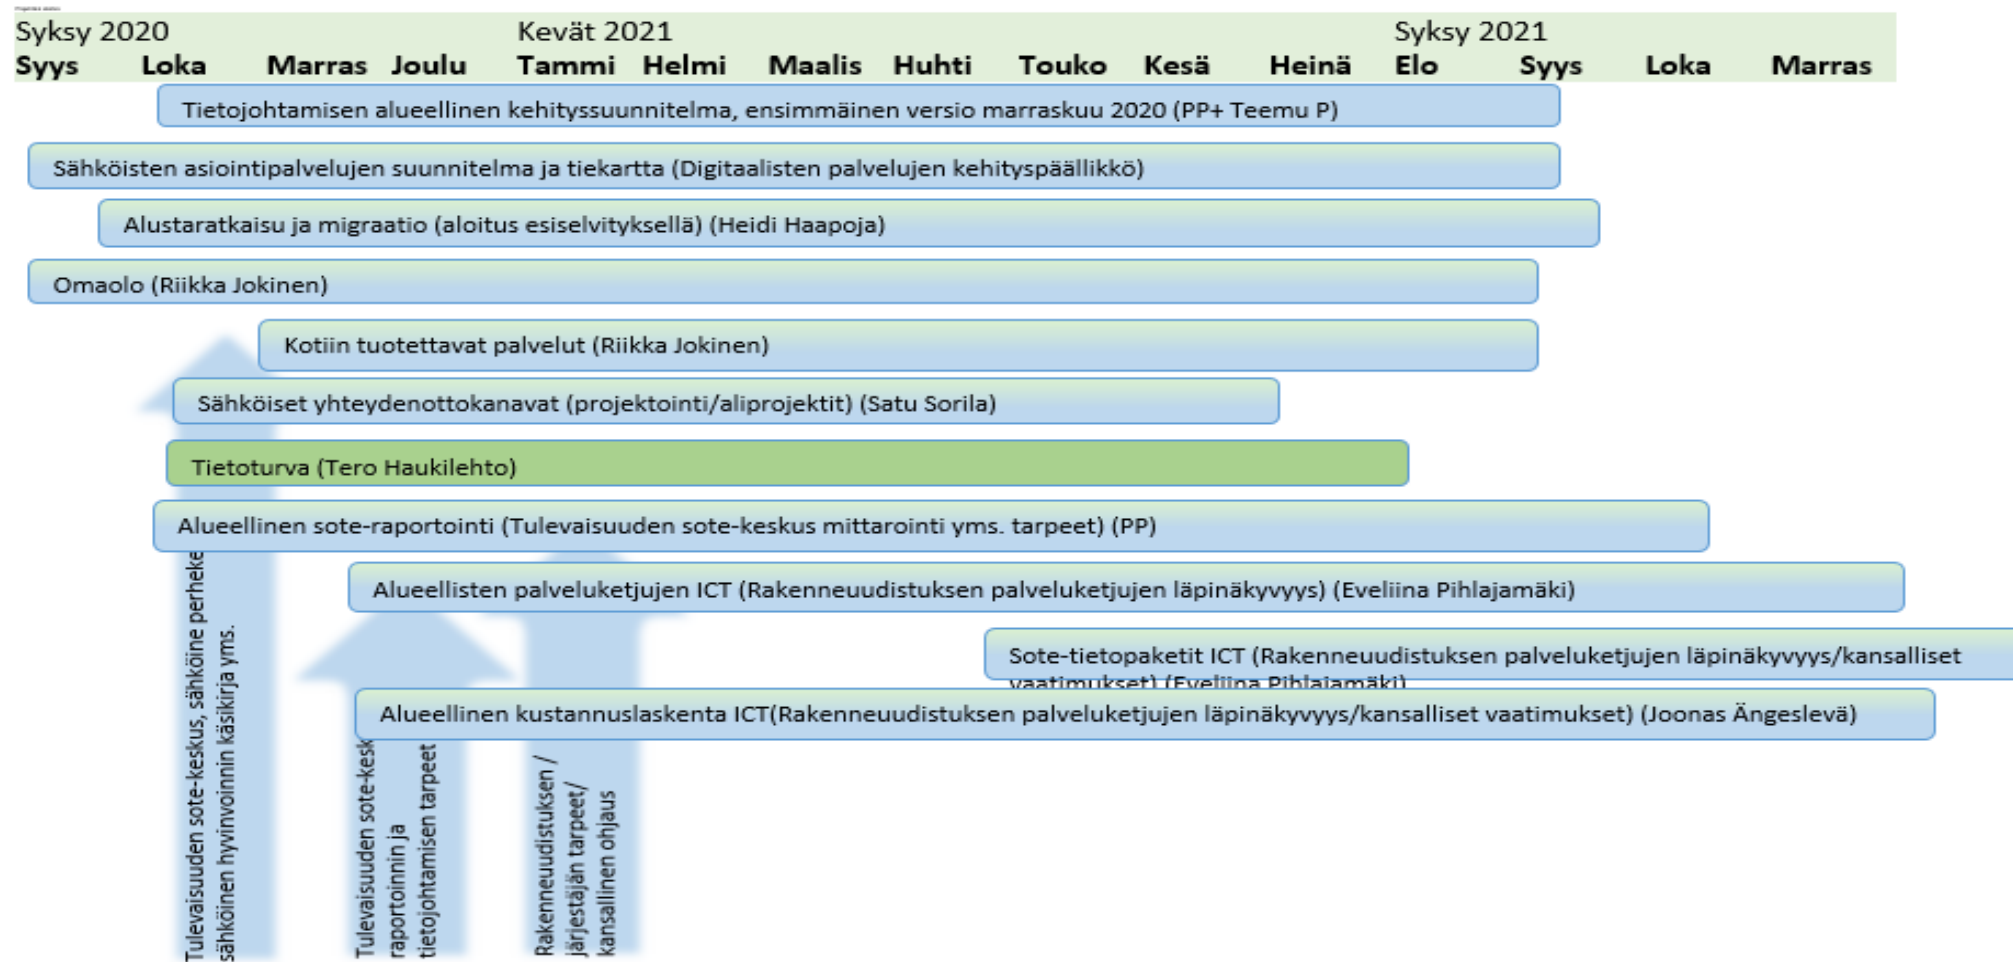 Syksy 2020 Kevät 2021 Syksy 2021
Syys Loka Marras Joulu Tammi Helmi Maalis Huhti Touko Kesä Heinä Elo Syys Loka Marras
Tietojohtamisen alueellinen kehityssuunnitelma, ensimmäinen versio marraskuu 2020 (PP+ Teemu P)
Sähköisten asiointipalvelujen suunnitelma ja tiekartta (Digitaalisten palvelujen kehityspäällikkö)
Alustaratkaisu ja migraatio (aloitus esiselvityksellä) (Heidi Haapoja)
Omaolo (Riikka Jokinen)
Kotiin tuotettavat palvelut (Riikka Jokinen)
Sähköiset yhteydenottokanavat (projektointi/aliprojektit) (Satu Sorila)
Tietoturva (Tero Haukilehto)
Alueellinen sote-raportointi (Tulevaisuuden sote-keskus mittarointi yms. tarpeet) (PP)
Alueellisten palveluketjujen ICT (Rakenneuudistuksen palveluketjujen läpinäkyvyys) (Eveliina Pihlajamäki)
Sote-tietopaketit ICT (Rakenneuudistuksen palveluketjujen läpinäkyvyys/kansalliset
vaatimukset) (Eveliina Pihlajamäki)
Alueellinen kustannuslaskenta ICT(Rakenneuudistuksen palveluketjujen läpinäkyvyys/kansalliset vaatimukset) (Joonas Ängeslevä)
Tulevaisuuden sote-keskus, sähköine perheke
sähköinen hyvinvoinnin käsikirja yms.
Tulevaisuuden sote-kesk
raportoinnin ja
tietojohtamisen tarpeet
Rakenneuudistuksen /
järjestäjän tarpeet/
kansallinen ohjaus